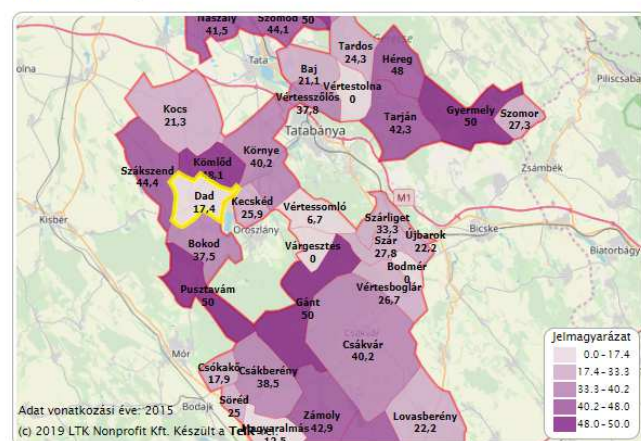 Naszály
41,5
Szomód
44,1
50
Tardos
24,3
Héreg
48
Tata
Baj
21,1
Vértestolna
0
Vértesszőlős
37,8
Tarján
42,3
Gyermely
50
Szomor
27,3
Piliscsaba
Kocs
21,3
Tatabánya
Zsámbék
Környe
40,2
Kömlőd
48,1
Szákszend
44,4
Dad
17,4
Kecskéd
25,9
Vértessomló
6,7
M1
Kisbér
Oroszlány
Szárliget
33,3
Szár
27,8
Újbarok
22,2
Bicske
Biatorbágy
Bokod
37,5
Várgesztes
0
Bodmér
0
Vértesboglár
26,7
Pusztavám
50
Gánt
50
Csákvár
Csákvár
40,2
Mór
Csókakő
17,9
Csákberény
38,5
Söréd
25
Bodajk
Magyaralmás
12,5
Zámoly
42,9
Lovasberény
22,2
Jelmagyarázat
0.0 - 17.4
17.4 - 33.3
33.3 - 40.2
40.2 - 48.0
48.0 - 50.0
Adat vonatkozási éve: 2015
(c) 2019 LTK Nonprofit Kft. Készült a TeIR-rel.